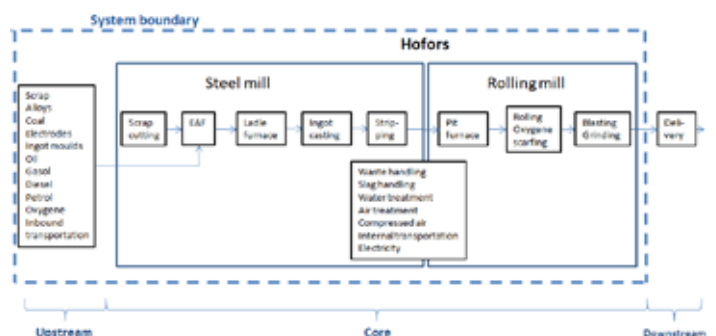 System boundary
Hofors
Steel mill
Rolling mill
Scrap
Alloys
Coal
Electrodes
Ingot moulds
Oil
Gasol
Diesel
Petrol
Oxygene
Inbound
transportation
Scrap
cutting
EAF
Ladle
furnace
Ingot
casting
Strip-
ping
Pit
furnace
Rolling
Oxygene
scarfing
Blasting
Grinding
Deli-
very
Waste handling
Slag handling
Water treatment
Air treatment
Compressed air
Internal transportation
Electricity
Upstream
Core
Downstream